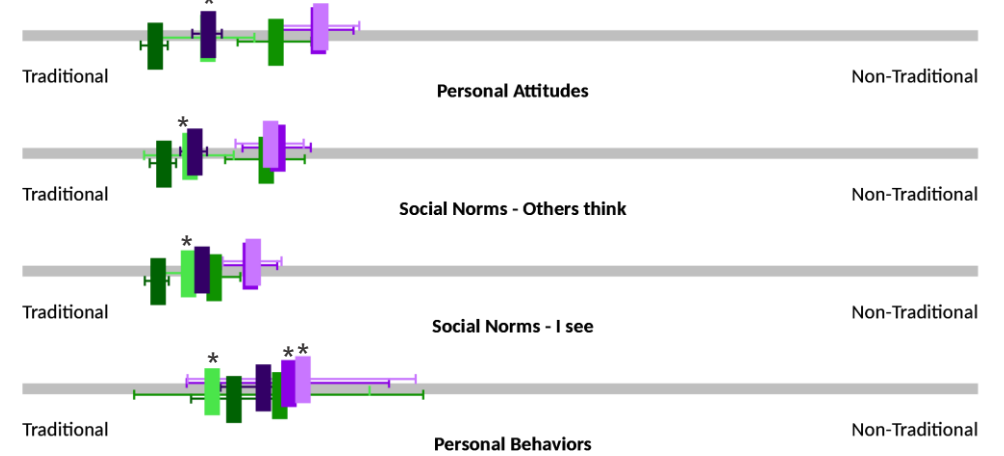 *
Traditional
Non-Traditional
Personal Attitudes
*
Traditional
Non-Traditional
Social Norms - Others think
*
Traditional
Non-Traditional
Social Norms - I see
* * *
Traditional
Non-Traditional
Personal Behaviors